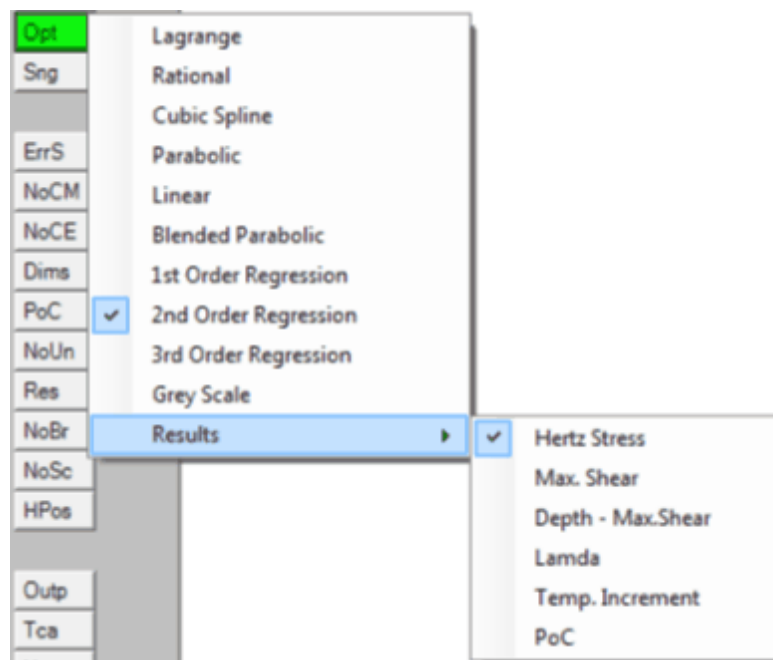 Opt
Sng
ErrS
NoCM
NoCE
Dims
PoC
NoUn
Res
NoBr
NoSc
HPos
Outp
Tca
Lagrange
Rational
Cubic Spline
Parabolic
Linear
Blended Parabolic
1st Order Regression
2nd Order Regression
3rd Order Regression
Grey Scale
Results
Hertz Stress
Max. Shear
Depth - Max.Shear
Lamda
Temp. Increment
PoC